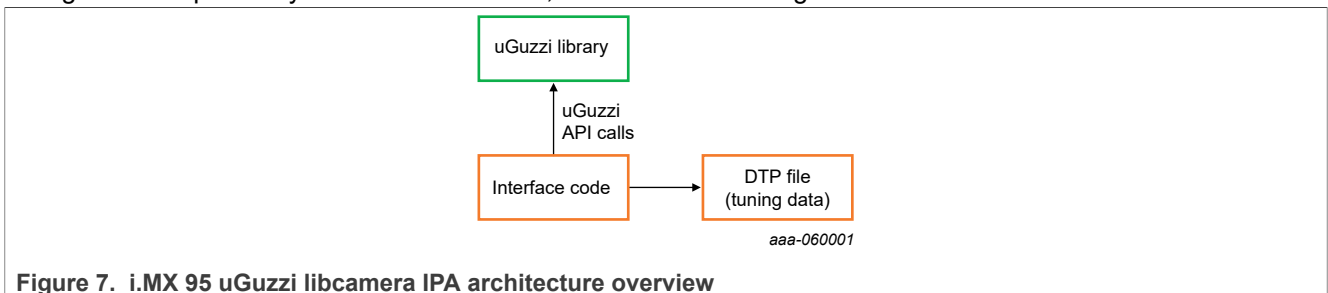 uGuzzi library
uGuzzi
API calls
Interface code
DTP file
(tuning data)
aaa-060001
Figure 7. i.MX 95 uGuzzi libcamera IPA architecture overview